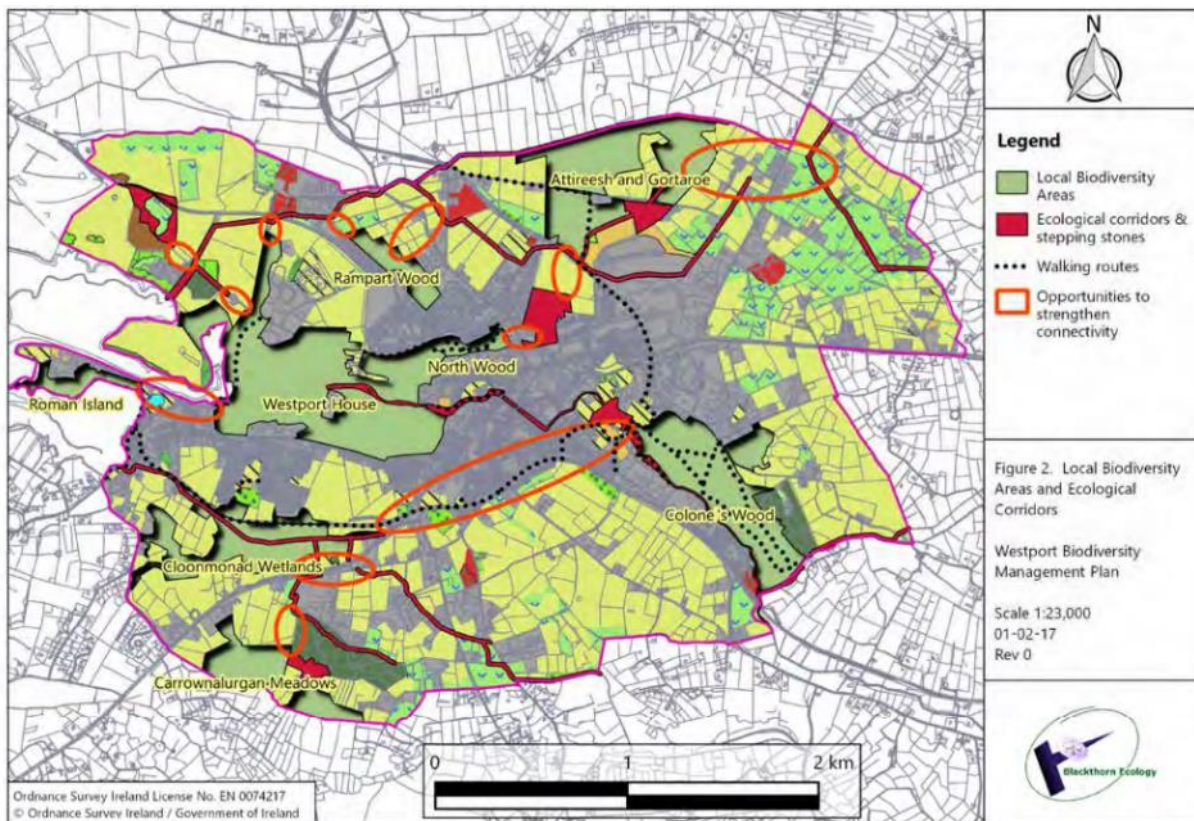 Attireesh and Gortaroe
Rampart Wood
North Wood
Roman Island
Westport House
Colone's Wood
Cloonmonad Wetlands
Carrownalurgan Meadows
0 1 2 km
Ordnance Survey Ireland License No. EN 0074217
© Ordnance Survey Ireland / Government of Ireland
N
Legend
Local Biodiversity
Areas
Ecological corridors &
stepping stones
Walking routes
Opportunities to
strengthen
connectivity
Figure 2. Local Biodiversity
Areas and Ecological
Corridors
Westport Biodiversity
Management Plan
Scale 1:23,000
01-02-17
Rev 0
Blackthorn Ecology